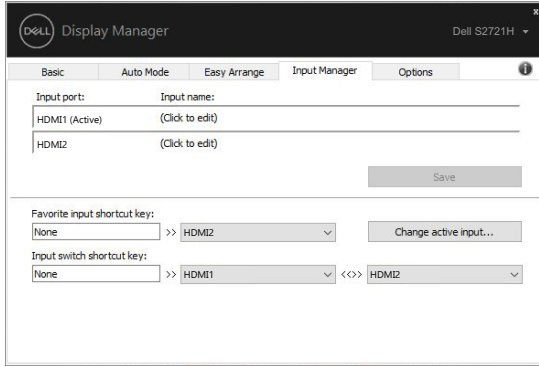 x
DELL Display Manager Dell S2721H
Basic Auto Mode Easy Arrange Input Manager Options
Input port: Input name:
HDMI1 (Active) (Click to edit)
HDMI2 (Click to edit)
Save
Favorite input shortcut key:
None >> HDMI2 Change active input...
Input switch shortcut key:
None >> HDMI1 <<>> HDMI2